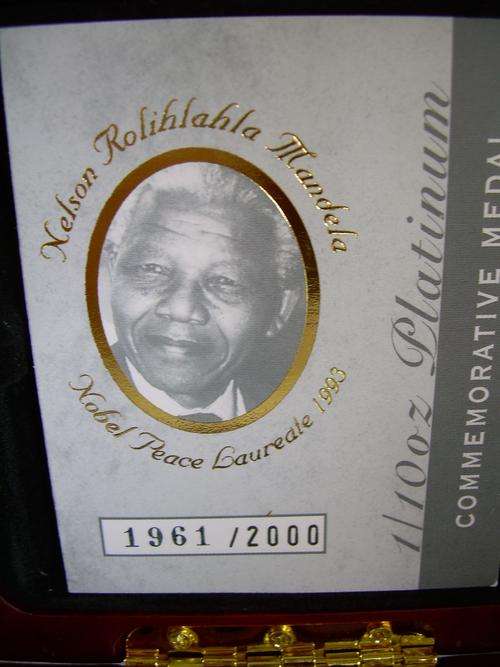 Nelson Rolihlahla Mandela
Nobel Peace Laureate 1993
1961 /2000
1/10oz Platinum
COMMEMORATIVE MEDAL